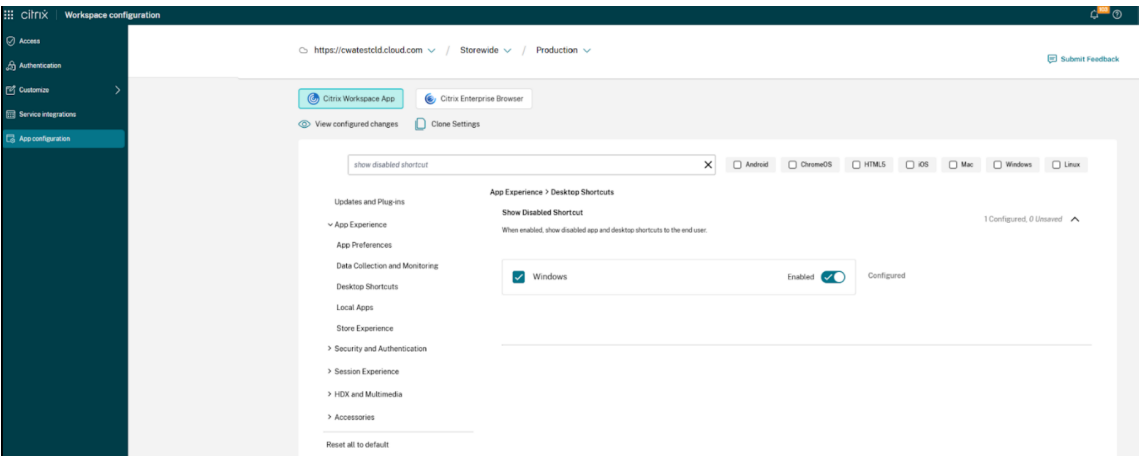 citrix Workspace configuration
Access
Authentication
Customize
Service integrations
App configuration
https://cwatestcld.cloud.com / Storewide / Production
Submit Feedback
Citrix Workspace App Citrix Enterprise Browser
View configured changes Clone Settings
show disabled shortcut
Android ChromeOS HTML5 iOS Mac Windows Linux
Updates and Plug-ins
App Experience
App Preferences
Data Collection and Monitoring
Desktop Shortcuts
Local Apps
Store Experience
Security and Authentication
Session Experience
HDX and Multimedia
Accessories
Reset all to default
App Experience > Desktop Shortcuts
Show Disabled Shortcut
When enabled, show disabled app and desktop shortcuts to the end user.
1 Configured, 0 Unsaved
Windows Enabled Configured